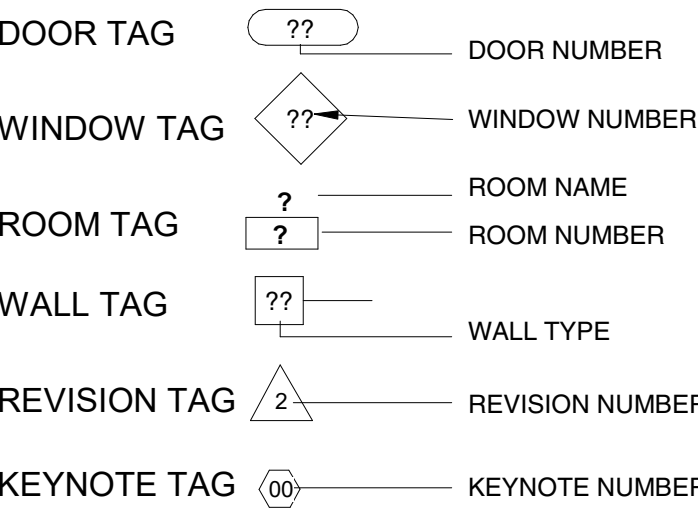 DOOR TAG ?? DOOR NUMBER
WINDOW TAG ?? WINDOW NUMBER
? ROOM NAME
ROOM TAG ? ROOM NUMBER
WALL TAG ??
WALL TYPE
REVISION TAG 2 REVISION NUMBER
KEYNOTE TAG 00 KEYNOTE NUMBER